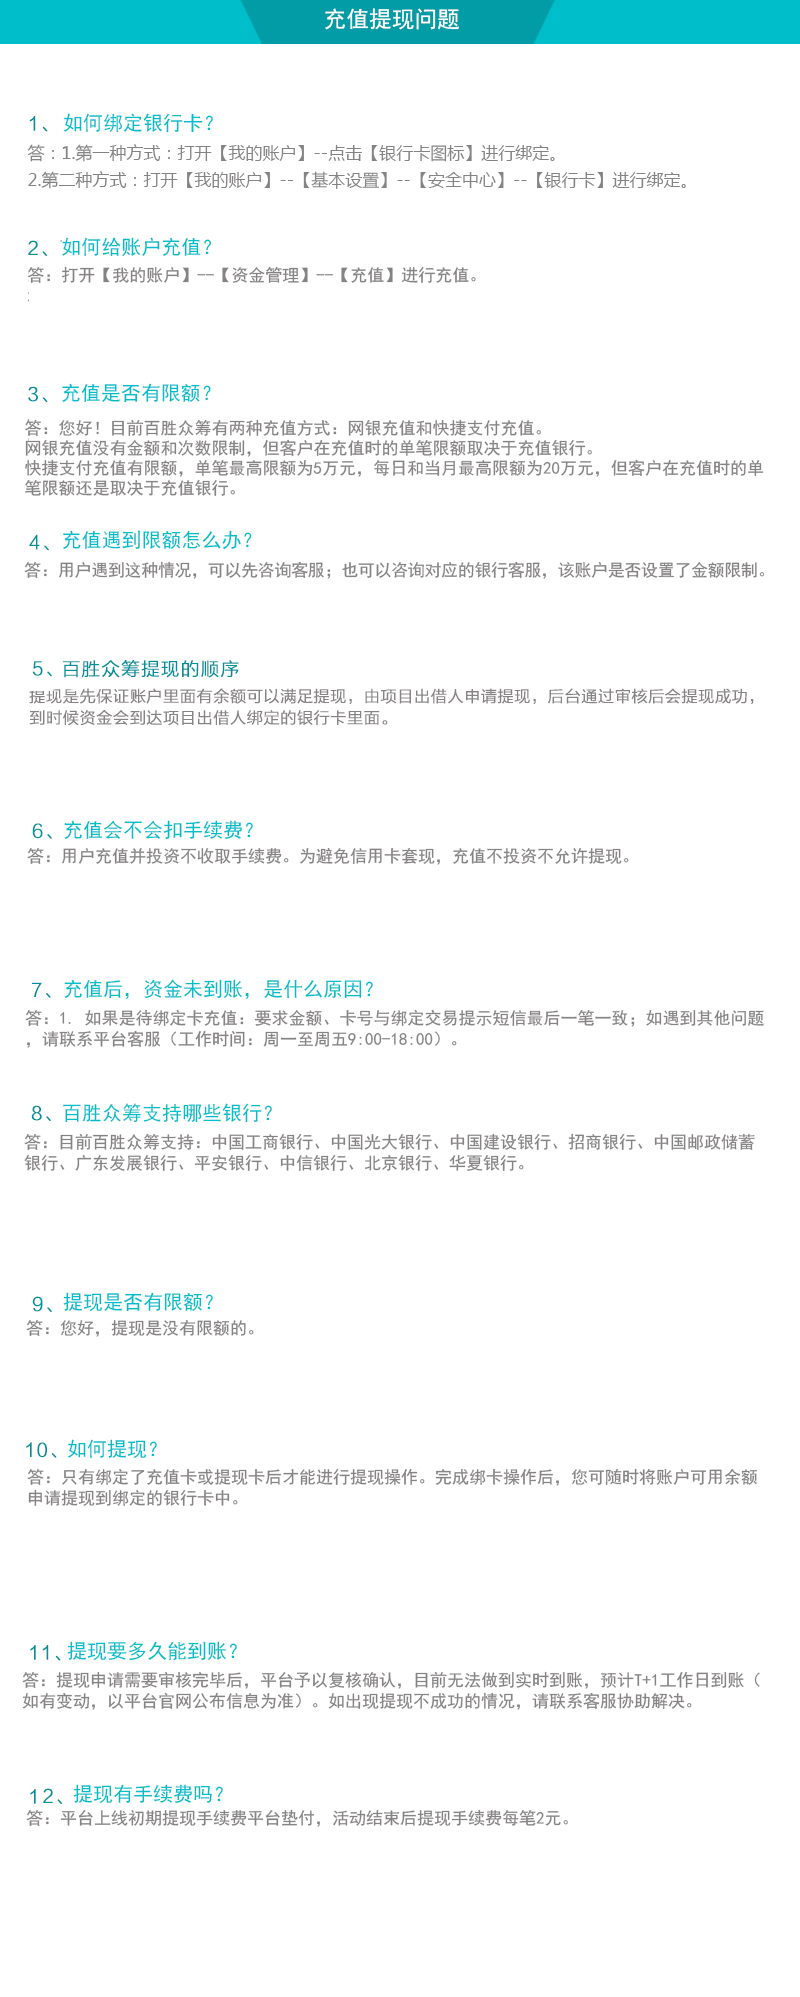 充值提现问题
1、如何绑定银行卡？
答：1.第一种方式：打开【我的账户】--点击【银行卡图标】进行绑定。
2.第二种方式：打开【我的账户】--【基本设置】--【安全中心】--【银行卡】进行绑定。
2、如何给账户充值？
答：打开【我的账户】--【资金管理】--【充值】进行充值。
3、充值是否有限额？
答：您好！目前百胜众筹有两种充值方式：网银充值和快捷支付充值。
网银充值没有金额和次数限制，但客户在充值时的单笔限额取决于充值银行。
快捷支付充值有限额，单笔最高限额为5万元，每日和当月最高限额为20万元，但客户在充值时的单
笔限额还是取决于充值银行。
4、充值遇到限额怎么办？
答：用户遇到这种情况，可以先咨询客服；也可以咨询对应的银行客服，该账户是否设置了金额限制。
5、百胜众筹提现的顺序
提现是先保证账户里面有余额可以满足提现，由项目出借人申请提现，后台通过审核后会提现成功，
到时候资金会到达项目出借人绑定的银行卡里面。
6、充值会不会扣手续费？
答：用户充值并投资不收取手续费。为避免信用卡套现，充值不投资不允许提现。
7、充值后，资金未到账，是什么原因？
答：1. 如果是待绑定卡充值：要求金额、卡号与绑定交易提示短信最后一笔一致；如遇到其他问题
，请联系平台客服（工作时间：周一至周五9:00-18:00）。
8、百胜众筹支持哪些银行？
答：目前百胜众筹支持：中国工商银行、中国光大银行、中国建设银行、招商银行、中国邮政储蓄
银行、广东发展银行、平安银行、中信银行、北京银行、华夏银行。
9、提现是否有限额？
答：您好，提现是没有限额的。
10、如何提现？
答：只有绑定了充值卡或提现卡后才能进行提现操作。完成绑卡操作后，您可随时将账户可用余额
申请提现到绑定的银行卡中。
11、提现要多久能到账？
答：提现申请需要审核完毕后，平台予以复核确认，目前无法做到实时到账，预计T+1工作日到账（
如有变动，以平台官网公布信息为准）。如出现提现不成功的情况，请联系客服协助解决。
12、提现有手续费吗？
答：平台上线初期提现手续费平台垫付，活动结束后提现手续费每笔2元。